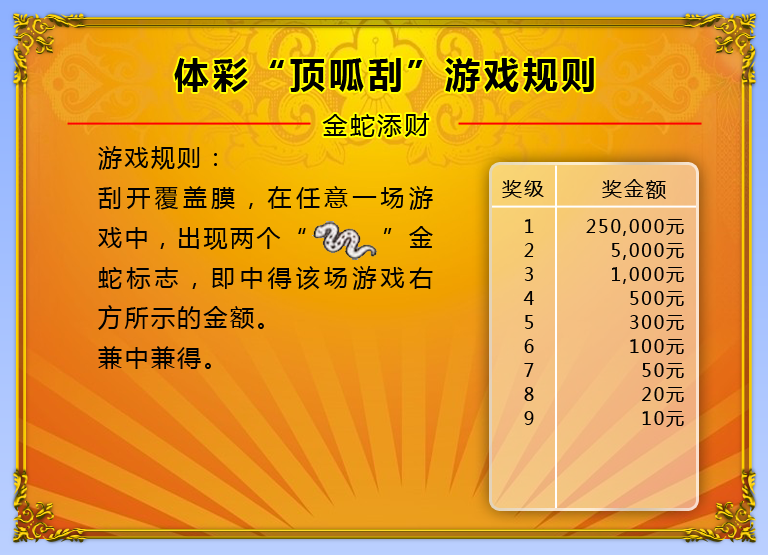 体彩“顶呱刮”游戏规则
金蛇添财
游戏规则：
刮开覆盖膜，在任意一场游
戏中，出现两个“ ”金
蛇标志，即中得该场游戏右
方所示的金额。
兼中兼得。
奖级 奖金额
1 250,000元
2 5,000元
3 1,000元
4 500元
5 300元
6 100元
7 50元
8 20元
9 10元